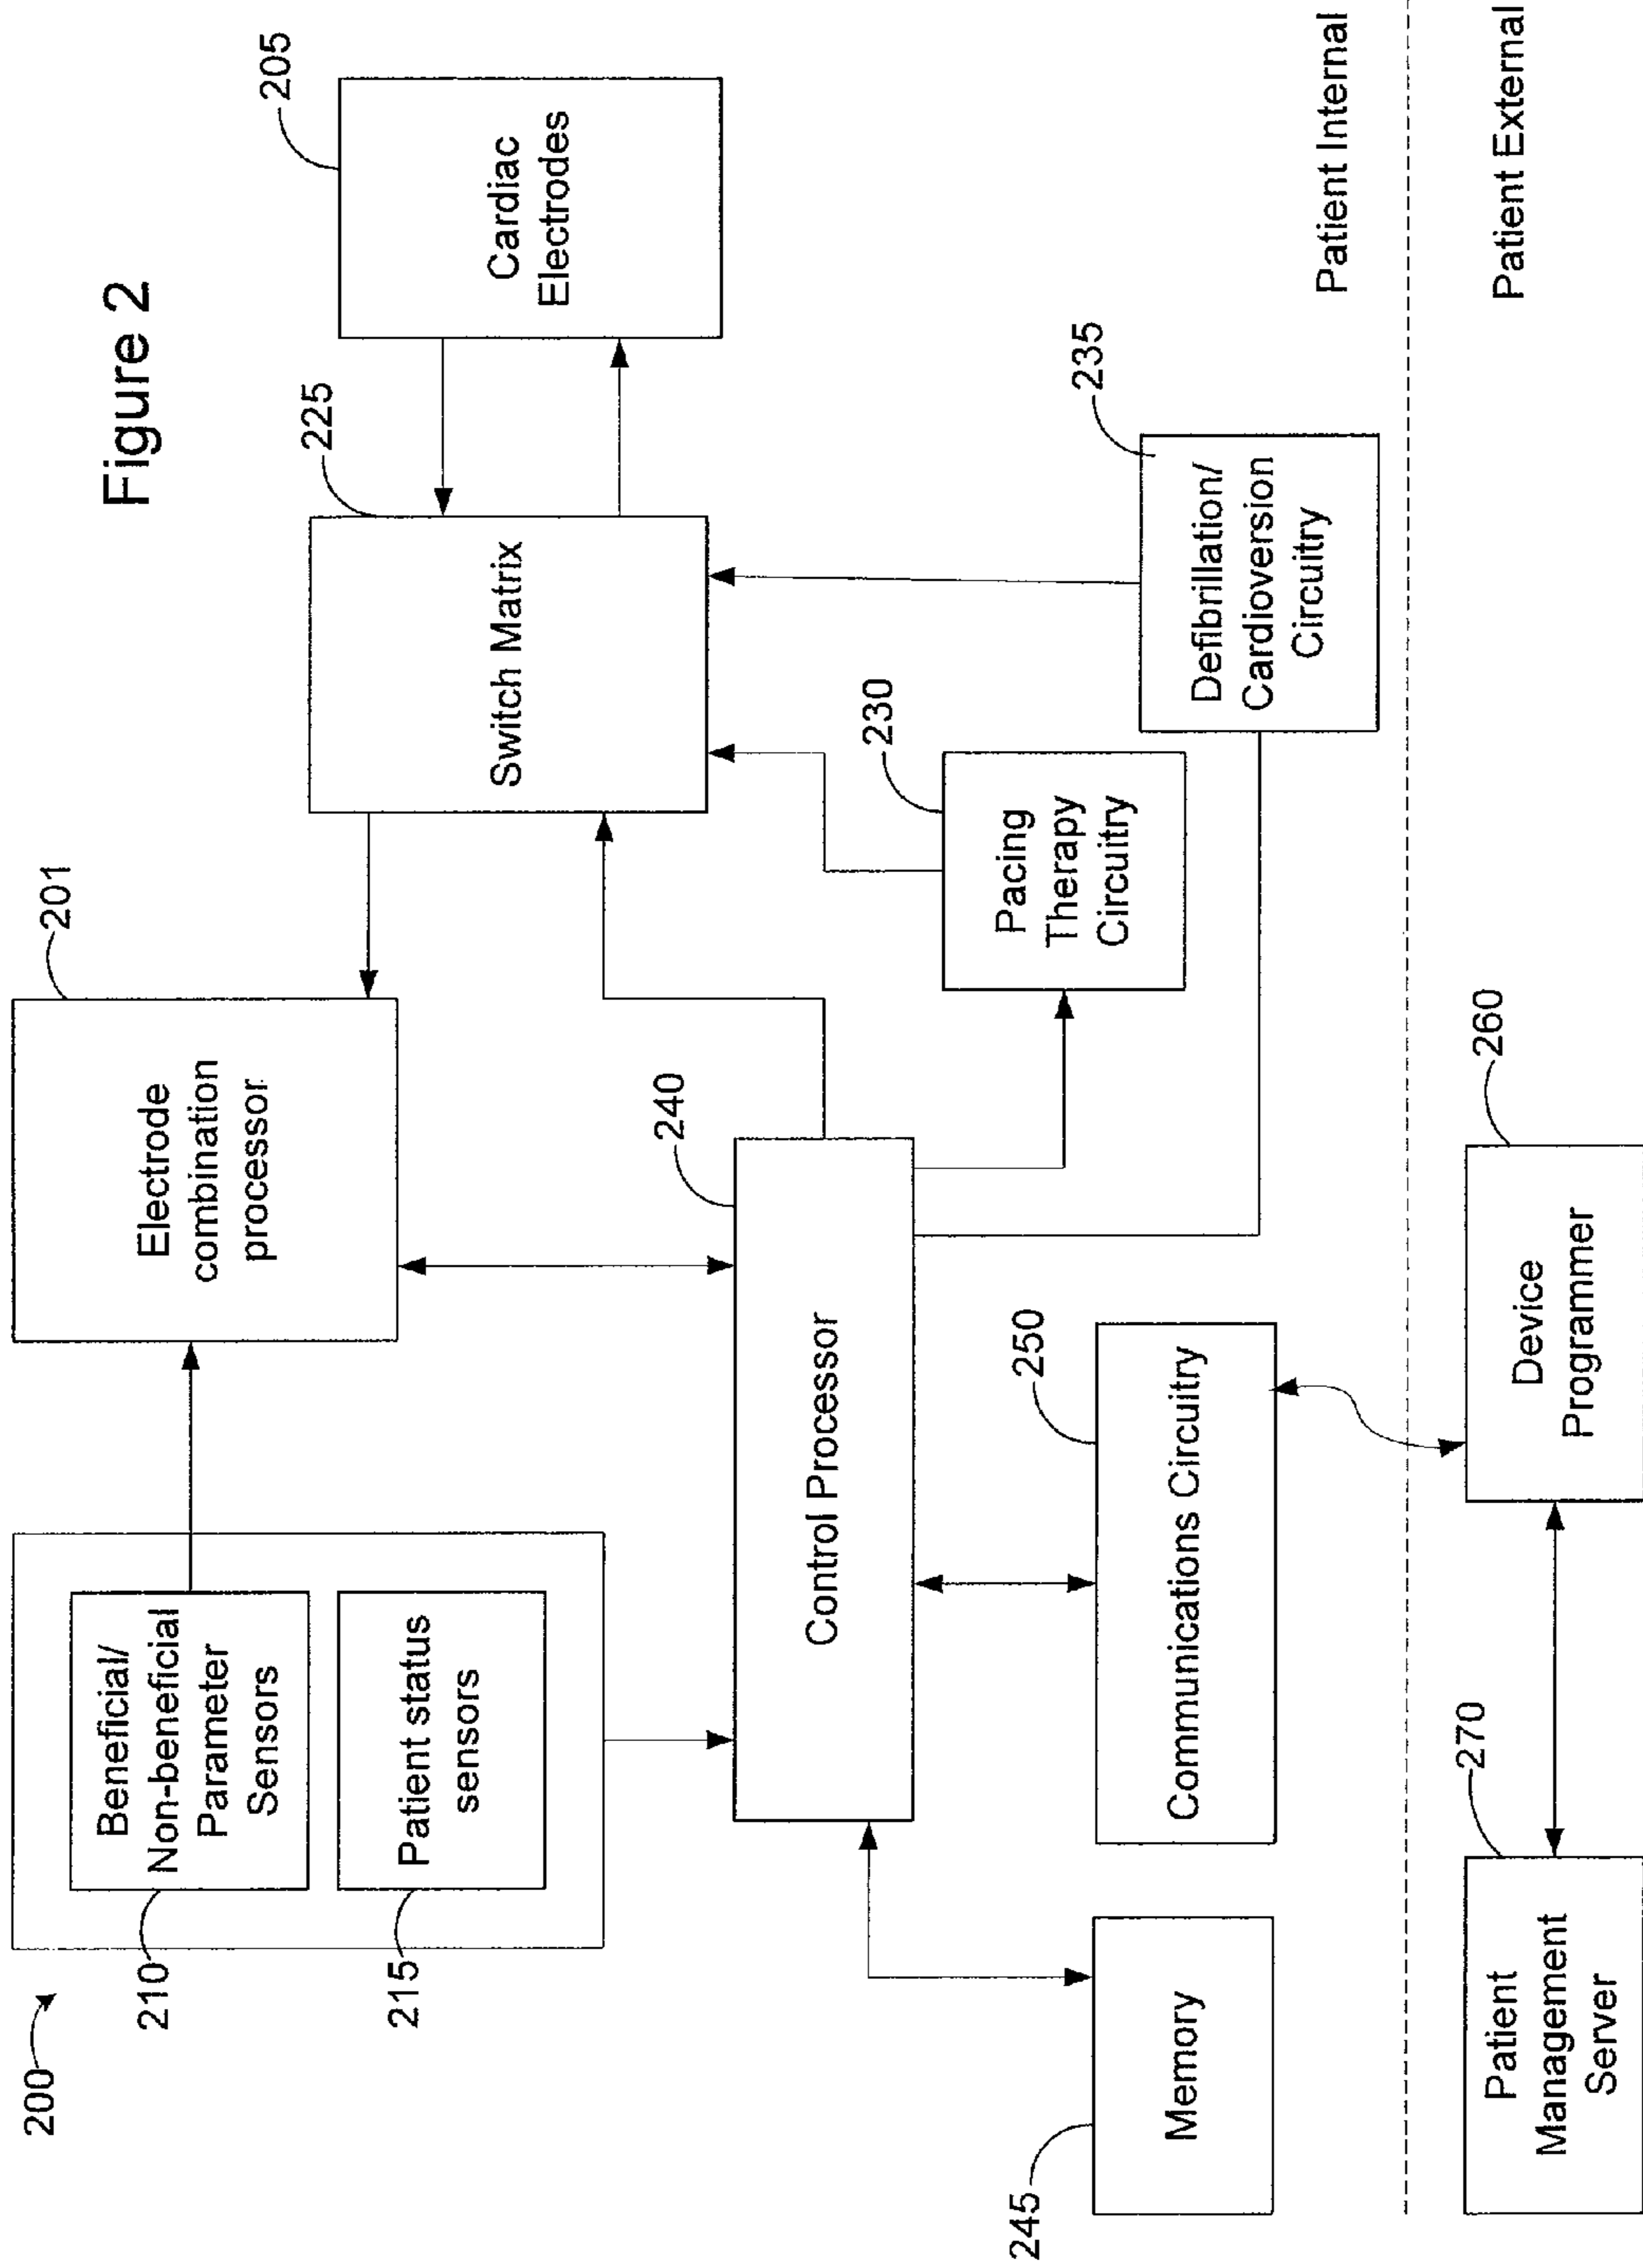 Figure 2
200
210
Beneficial/
Non-beneficial
Parameter
Sensors
215
Patient status
sensors
201
Electrode
combination
processor
225
Switch Matrix
205
Cardiac
Electrodes
240
Control Processor
230
Pacing
Therapy
Circuitry
235
Defibrillation/
Cardioversion
Circuitry
245
Memory
250
Communications Circuitry
Patient Internal
Patient External
270
Patient
Management
Server
260
Device
Programmer